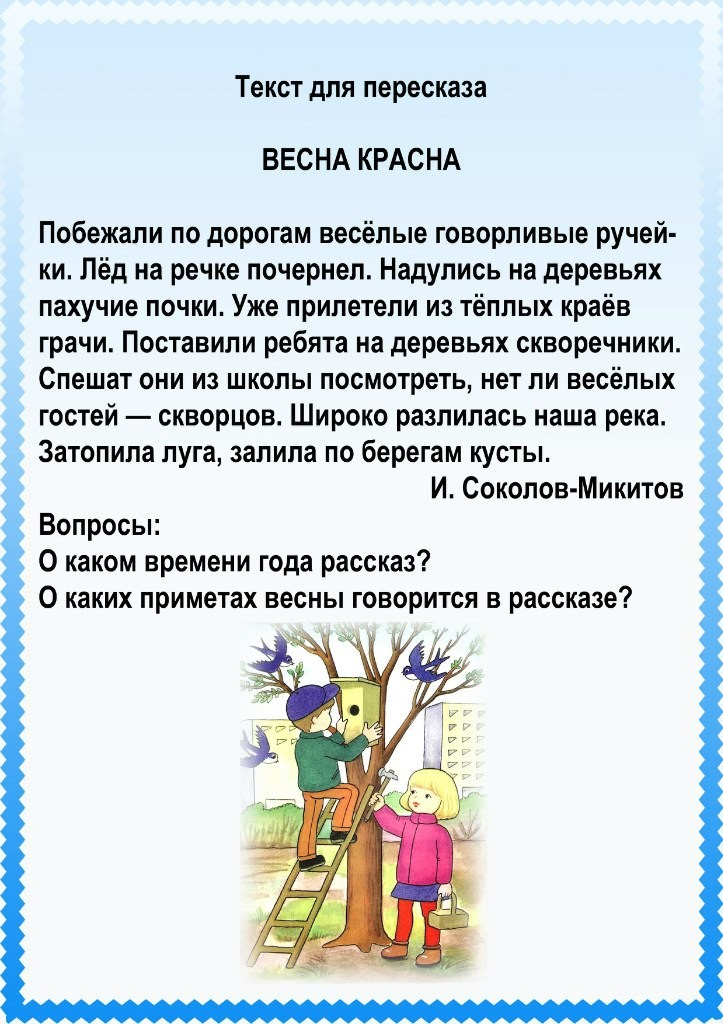 Текст для пересказа
ВЕСНА КРАСНА
Побежали по дорогам весёлые говорливые ручей-
ки. Лёд на речке почернел. Надулись на деревьях
пахучие почки. Уже прилетели из тёплых краёв
грачи. Поставили ребята на деревьях скворечники.
Спешат они из школы посмотреть, нет ли весёлых
гостей — скворцов. Широко разлилась наша река.
Затопила луга, залила по берегам кусты.
И. Соколов-Микитов
Вопросы:
О каком времени года рассказ?
О каких приметах весны говорится в рассказе?